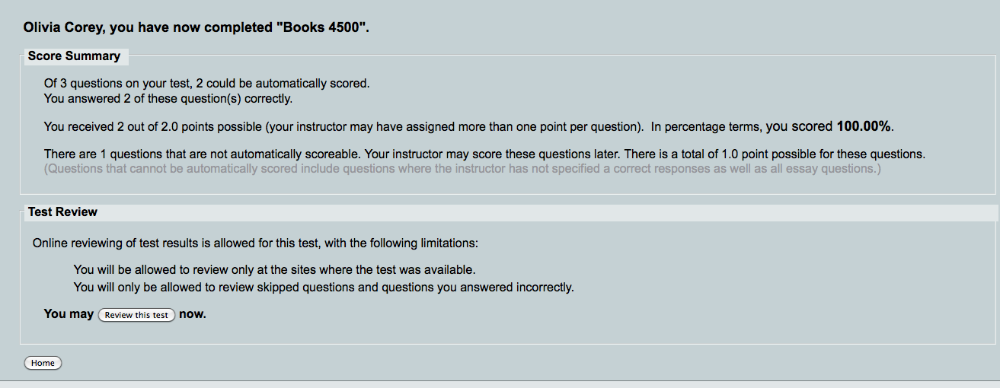 Olivia Corey, you have now completed "Books 4500".
Score Summary
Of 3 questions on your test, 2 could be automatically scored.
You answered 2 of these question(s) correctly.
You received 2 out of 2.0 points possible (your instructor may have assigned more than one point per question).  In percentage terms, you scored 100.00%.
There are 1 questions that are not automatically scoreable. Your instructor may score these questions later. There is a total of 1.0 point possible for these questions.
(Questions that cannot be automatically scored include questions where the instructor has not specified a correct responses as well as all essay questions.)
Test Review
Online reviewing of test results is allowed for this test, with the following limitations:
You will be allowed to review only at the sites where the test was available.
You will only be allowed to review skipped questions and questions you answered incorrectly.
You may Review this test now.
Home